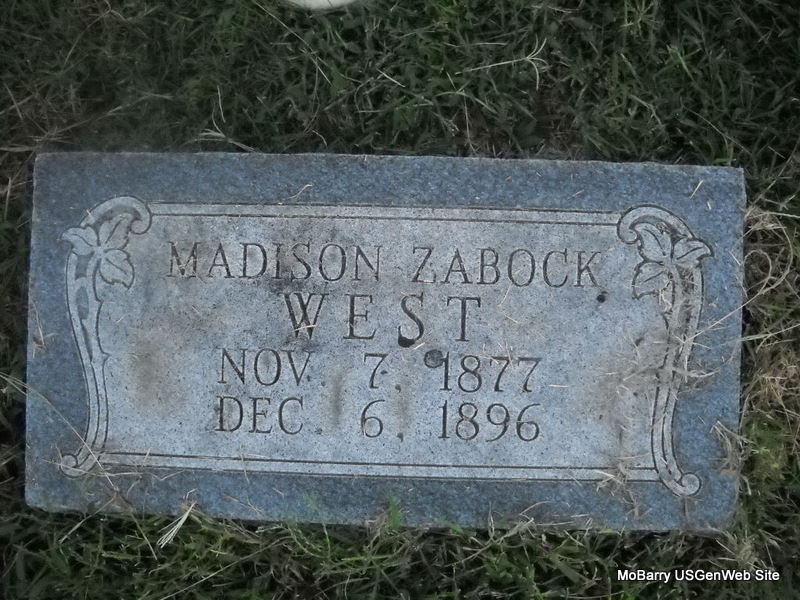 MADISON ZABOCK
WEST
NOV. 7, 1877
DEC. 6, 1896
MoBarry USGenWeb Site